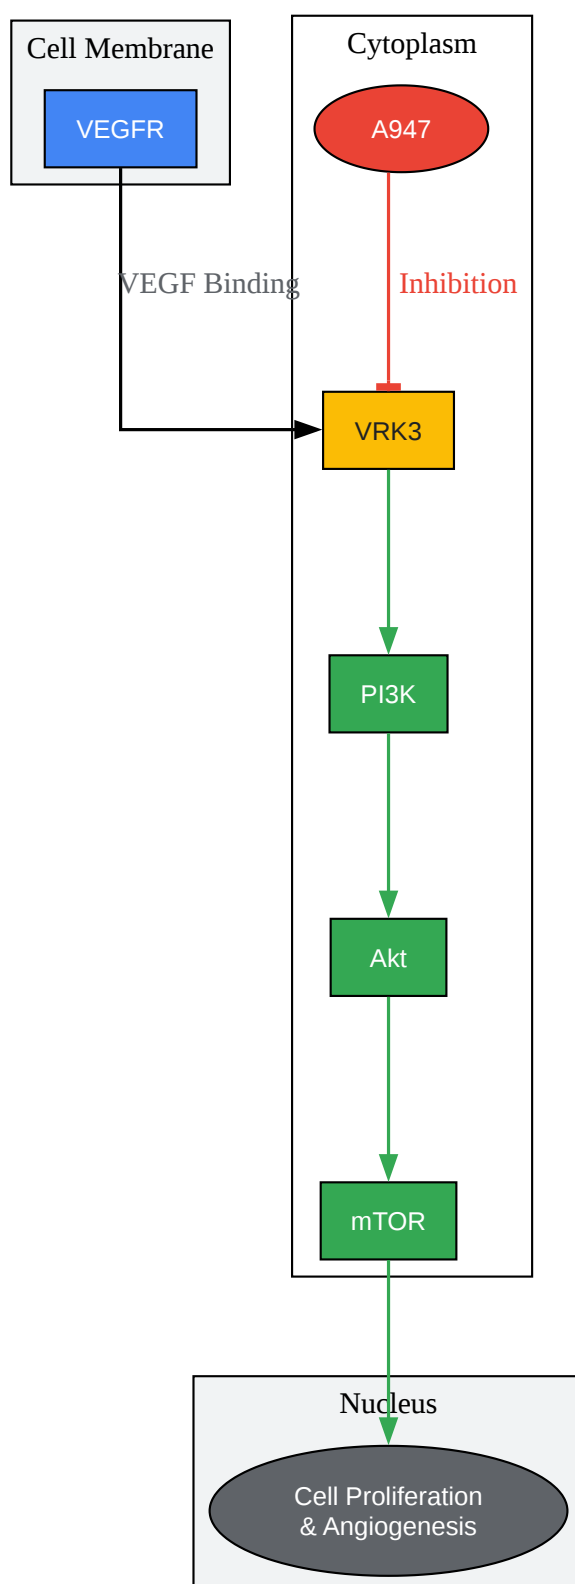 Cell Membrane
Cytoplasm
VEGFR
A947
VEGF Binding
Inhibition
VRK3
PI3K
Akt
mTOR
Nucleus
Cell Proliferation
& Angiogenesis